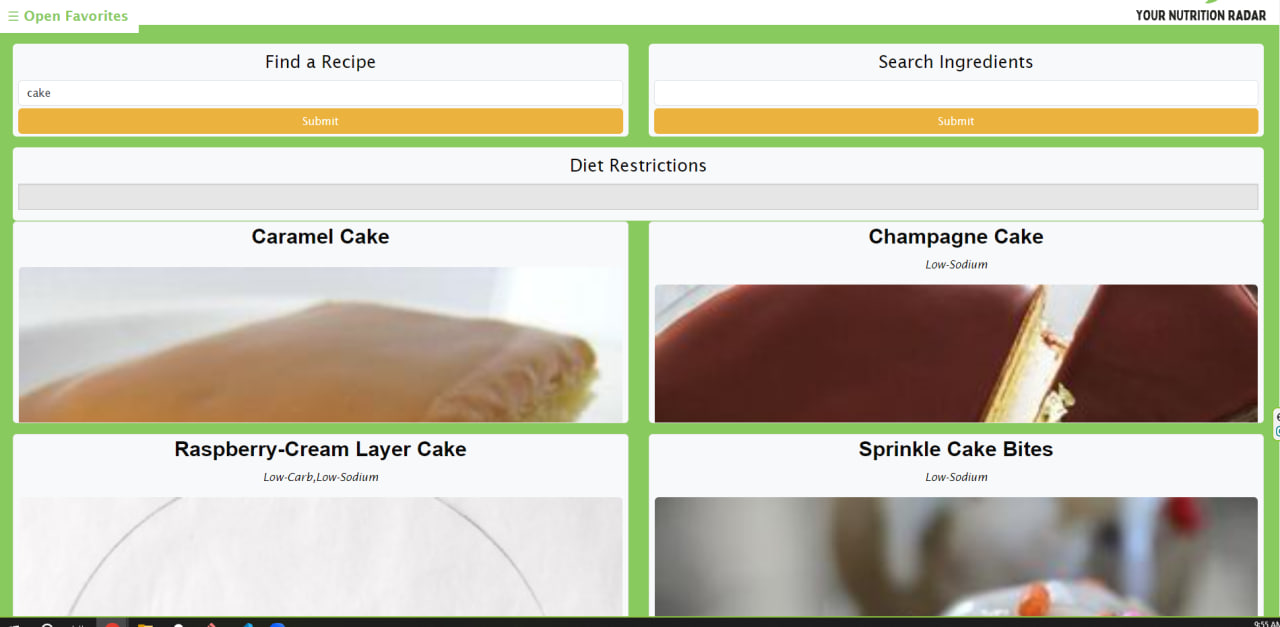 ☰ Open Favorites
YOUR NUTRITION RADAR
Find a Recipe
cake
Submit
Search Ingredients
Submit
Diet Restrictions
Caramel Cake
Champagne Cake
Low-Sodium
Raspberry-Cream Layer Cake
Low-Carb,Low-Sodium
Sprinkle Cake Bites
Low-Sodium
9:55 AM